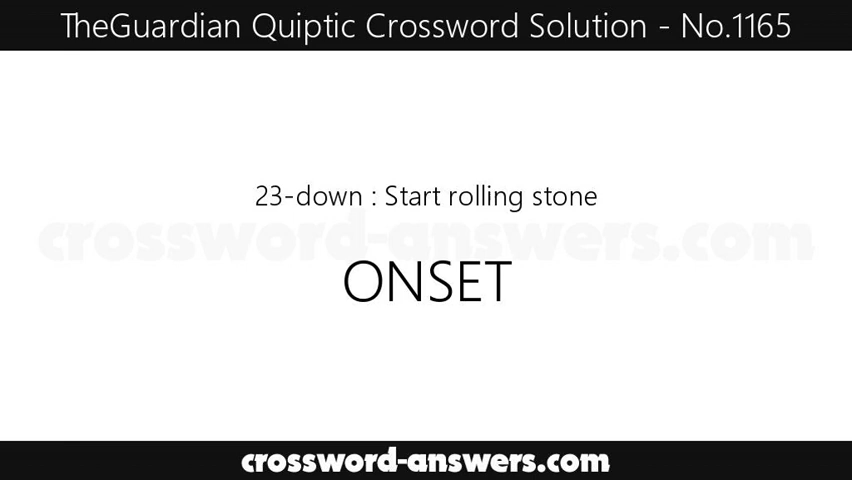 TheGuardian Quiptic Crossword Solution - No.1165
23-down : Start rolling stone
crossword-answers.com
ONSET
crossword-answers.com